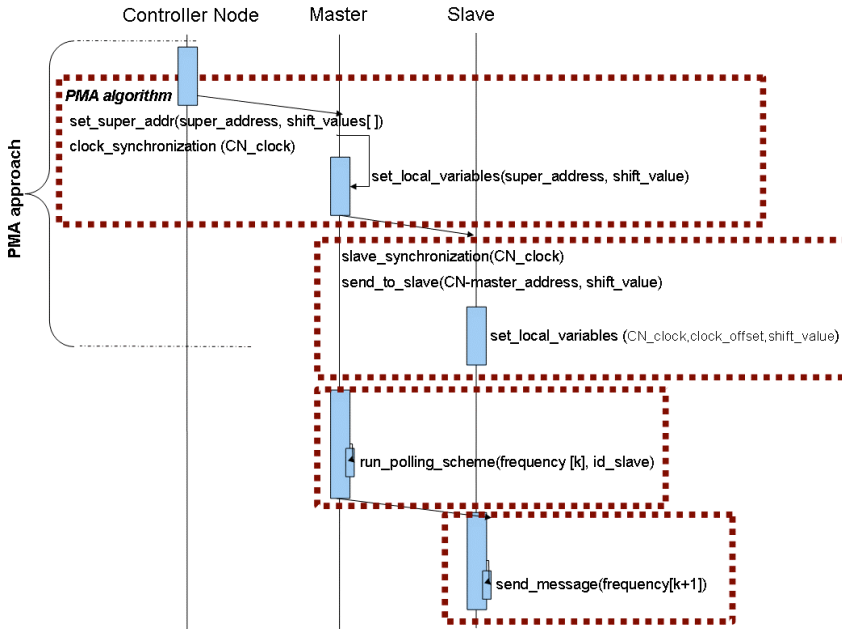 Controller Node Master Slave
PMA approach
PMA algorithm
set_super_addr(super_address, shift_values[ ])
clock_synchronization (CN_clock)
set_local_variables(super_address, shift_value)
slave_synchronization(CN_clock)
send_to_slave(CN-master_address, shift_value)
set_local_variables (CN_clock,clock_offset,shift_value)
run_polling_scheme(frequency [k], id_slave)
send_message(frequency[k+1])